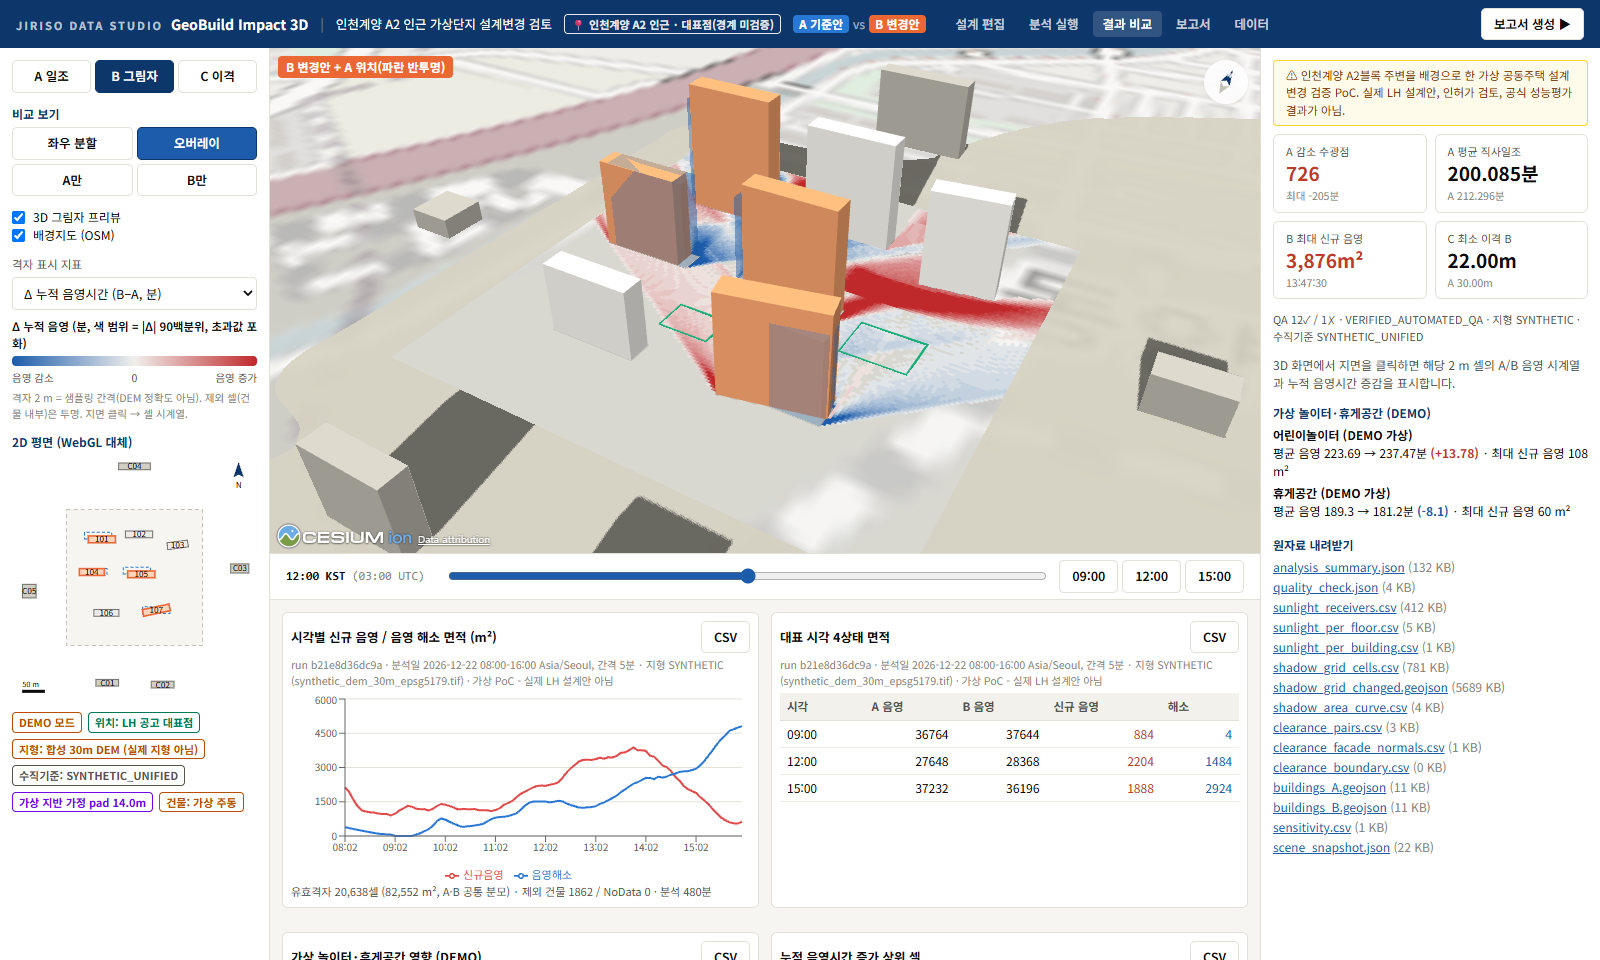 JIRISO DATA STUDIO GeoBuild Impact 3D
인천계양 A2 인근 가상단지 설계변경 검토
📍 인천계양 A2 인근 · 대표점(경계 미검증)
A 기준안 vs B 변경안
설계 편집
분석 실행
결과 비교
보고서
데이터
보고서 생성 ▶
A 일조
B 그림자
C 이격
비교 보기
좌우 분할
오버레이
A만
B만
3D 그림자 프리뷰
배경지도 (OSM)
격자 표시 지표
Δ 누적 음영시간 (B−A, 분)
Δ 누적 음영 (분, 색 범위 = |Δ| 90백분위, 초과값 포
화)
음영 감소 0 음영 증가
격자 2 m = 샘플링 간격(DEM 정확도 아님). 제외 셀(건
물 내부)은 투명. 지면 클릭 → 셀 시계열.
2D 평면 (WebGL 대체)
C04
N
101
102
103
104
105
C03
C05
106
107
50 m
C01
C02
DEMO 모드
위치: LH 공고 대표점
지형: 합성 30m DEM (실제 지형 아님)
수직기준: SYNTHETIC_UNIFIED
가상 지반 가정 pad 14.0m
건물: 가상 주동
B 변경안 + A 위치(파란 반투명)
CESIUM ion Data attribution
12:00 KST (03:00 UTC)
09:00
12:00
15:00
시각별 신규 음영 / 음영 해소 면적 (m²)
CSV
run b21e8d36dc9a · 분석일 2026-12-22 08:00-16:00 Asia/Seoul, 간격 5분 · 지형 SYNTHETIC
(synthetic_dem_30m_epsg5179.tif) · 가상 PoC - 실제 LH 설계안 아님
6000
4500
3000
1500
0
08:02 09:02 10:02 11:02 12:02 13:02 14:02 15:02
신규음영 음영해소
유효격자 20,638셀 (82,552 m², A·B 공통 분모) · 제외 건물 1862 / NoData 0 · 분석 480분
대표 시각 4상태 면적
CSV
run b21e8d36dc9a · 분석일 2026-12-22 08:00-16:00 Asia/Seoul, 간격 5분 · 지형 SYNTHETIC
(synthetic_dem_30m_epsg5179.tif) · 가상 PoC - 실제 LH 설계안 아님
시각 A 음영 B 음영 신규 음영 해소
09:00 36764 37644 884 4
12:00 27648 28368 2204 1484
15:00 37232 36196 1888 2924
가상 놀이터·휴게공간 영향 (DEMO)
CSV
누적 음영시간 증가 상위 셀
CSV
⚠ 인천계양 A2블록 주변을 배경으로 한 가상 공동주택 설계
변경 검증 PoC. 실제 LH 설계안, 인허가 검토, 공식 성능평가
결과가 아님.
A 감소 수광점
726
최대 -205분
A 평균 직사일조
200.085분
A 212.296분
B 최대 신규 음영
3,876m²
13:47:30
C 최소 이격 B
22.00m
A 30.00m
QA 12✓ / 1✗ · VERIFIED_AUTOMATED_QA · 지형 SYNTHETIC ·
수직기준 SYNTHETIC_UNIFIED
3D 화면에서 지면을 클릭하면 해당 2 m 셀의 A/B 음영 시계열
과 누적 음영시간 증감을 표시합니다.
가상 놀이터·휴게공간 (DEMO)
어린이놀이터 (DEMO 가상)
평균 음영 223.69 → 237.47분 (+13.78) · 최대 신규 음영 108
m²
휴게공간 (DEMO 가상)
평균 음영 189.3 → 181.2분 (-8.1) · 최대 신규 음영 60 m²
원자료 내려받기
analysis_summary.json (132 KB)
quality_check.json (4 KB)
sunlight_receivers.csv (412 KB)
sunlight_per_floor.csv (5 KB)
sunlight_per_building.csv (1 KB)
shadow_grid_cells.csv (781 KB)
shadow_grid_changed.geojson (5689 KB)
shadow_area_curve.csv (4 KB)
clearance_pairs.csv (3 KB)
clearance_facade_normals.csv (1 KB)
clearance_boundary.csv (0 KB)
buildings_A.geojson (11 KB)
buildings_B.geojson (11 KB)
sensitivity.csv (1 KB)
scene_snapshot.json (22 KB)